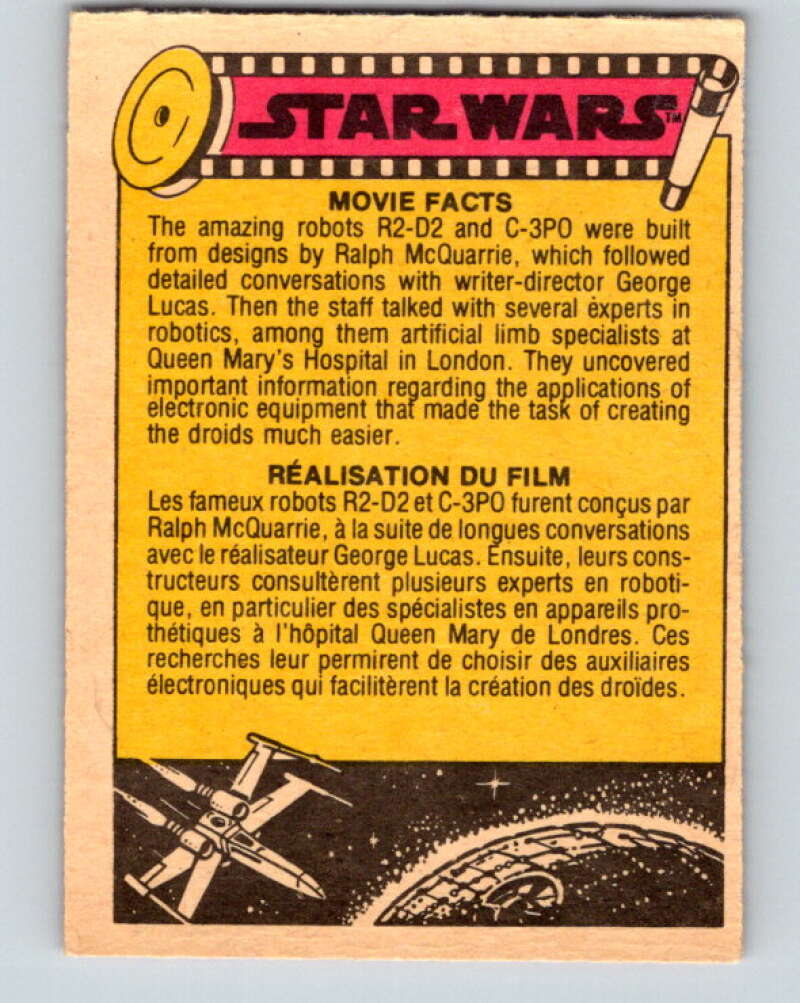 STAR WARS™
MOVIE FACTS
The amazing robots R2-D2 and C-3PO were built
from designs by Ralph McQuarrie, which followed
detailed conversations with writer-director George
Lucas. Then the staff talked with several experts in
robotics, among them artificial limb specialists at
Queen Mary's Hospital in London. They uncovered
important information regarding the applications of
electronic equipment that made the task of creating
the droids much easier.
RÉALISATION DU FILM
Les fameux robots R2-D2 et C-3PO furent conçus par
Ralph McQuarrie, à la suite de longues conversations
avec le réalisateur George Lucas. Ensuite, leurs cons-
tructeurs consultèrent plusieurs experts en roboti-
que, en particulier des spécialistes en appareils pro-
thétiques à l'hôpital Queen Mary de Londres. Ces
recherches leur permirent de choisir des auxiliaires
électroniques qui facilitèrent la création des droïdes.